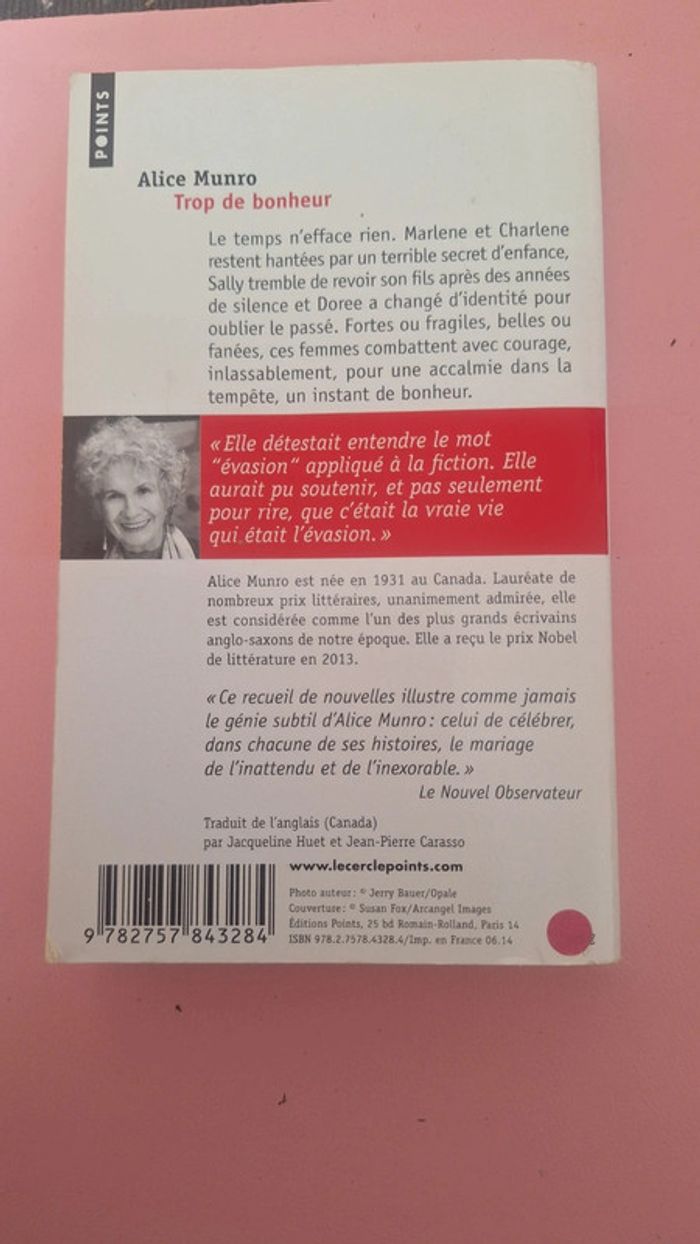 POINTS
Alice Munro
Trop de bonheur
Le temps n'efface rien. Marlene et Charlene
restent hantées par un terrible secret d'enfance,
Sally tremble de revoir son fils après des années
de silence et Doree a changé d'identité pour
oublier le passé. Fortes ou fragiles, belles ou
fanées, ces femmes combattent avec courage,
inlassablement, pour une accalmie dans la
tempête, un instant de bonheur.
« Elle détestait entendre le mot
“évasion“ appliqué à la fiction. Elle
aurait pu soutenir, et pas seulement
pour rire, que c'était la vraie vie
qui était l'évasion. »
Alice Munro est née en 1931 au Canada. Lauréate de
nombreux prix littéraires, unanimement admirée, elle
est considérée comme l'un des plus grands écrivains
anglo-saxons de notre époque. Elle a reçu le prix Nobel
de littérature en 2013.
« Ce recueil de nouvelles illustre comme jamais
le génie subtil d'Alice Munro : celui de célébrer,
dans chacune de ses histoires, le mariage
de l'inattendu et de l'inexorable. »
Le Nouvel Observateur
Traduit de l'anglais (Canada)
par Jacqueline Huet et Jean-Pierre Carasso
www.lecerclepoints.com
Photo auteur : © Jerry Bauer/Opale
Couverture : © Susan Fox/Arcangel Images
Éditions Points, 25 bd Romain-Rolland, Paris 14
ISBN 978.2.7578.4328.4/Imp. en France 06.14
9 782757 843284